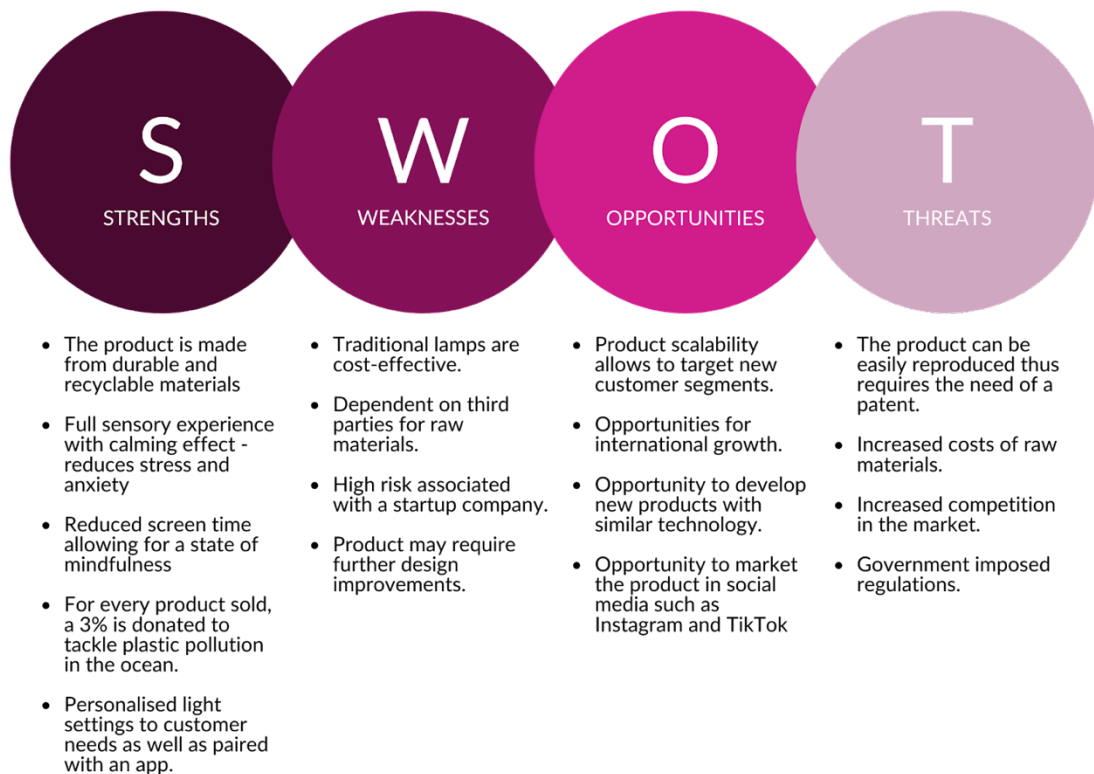 S
STRENGTHS
W
WEAKNESSES
O
OPPORTUNITIES
T
THREATS
• The product is made
from durable and
recyclable materials
• Full sensory experience
with calming effect -
reduces stress and
anxiety
• Reduced screen time
allowing for a state of
mindfulness
• For every product sold,
a 3% is donated to
tackle plastic pollution
in the ocean.
• Personalised light
settings to customer
needs as well as paired
with an app.
• Traditional lamps are
cost-effective.
• Dependent on third
parties for raw
materials.
• High risk associated
with a startup company.
• Product may require
further design
improvements.
• Product scalability
allows to target new
customer segments.
• Opportunities for
international growth.
• Opportunity to develop
new products with
similar technology.
• Opportunity to market
the product in social
media such as
Instagram and TikTok
• The product can be
easily reproduced thus
requires the need of a
patent.
• Increased costs of raw
materials.
• Increased competition
in the market.
• Government imposed
regulations.